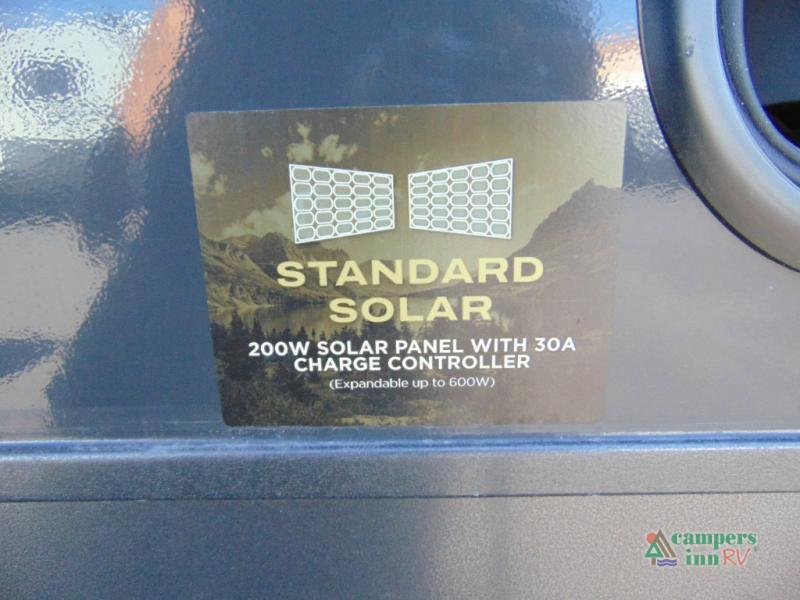 STANDARD
SOLAR
200W SOLAR PANEL WITH 30A
CHARGE CONTROLLER
(Expandable up to 600W)
campers
inn RV